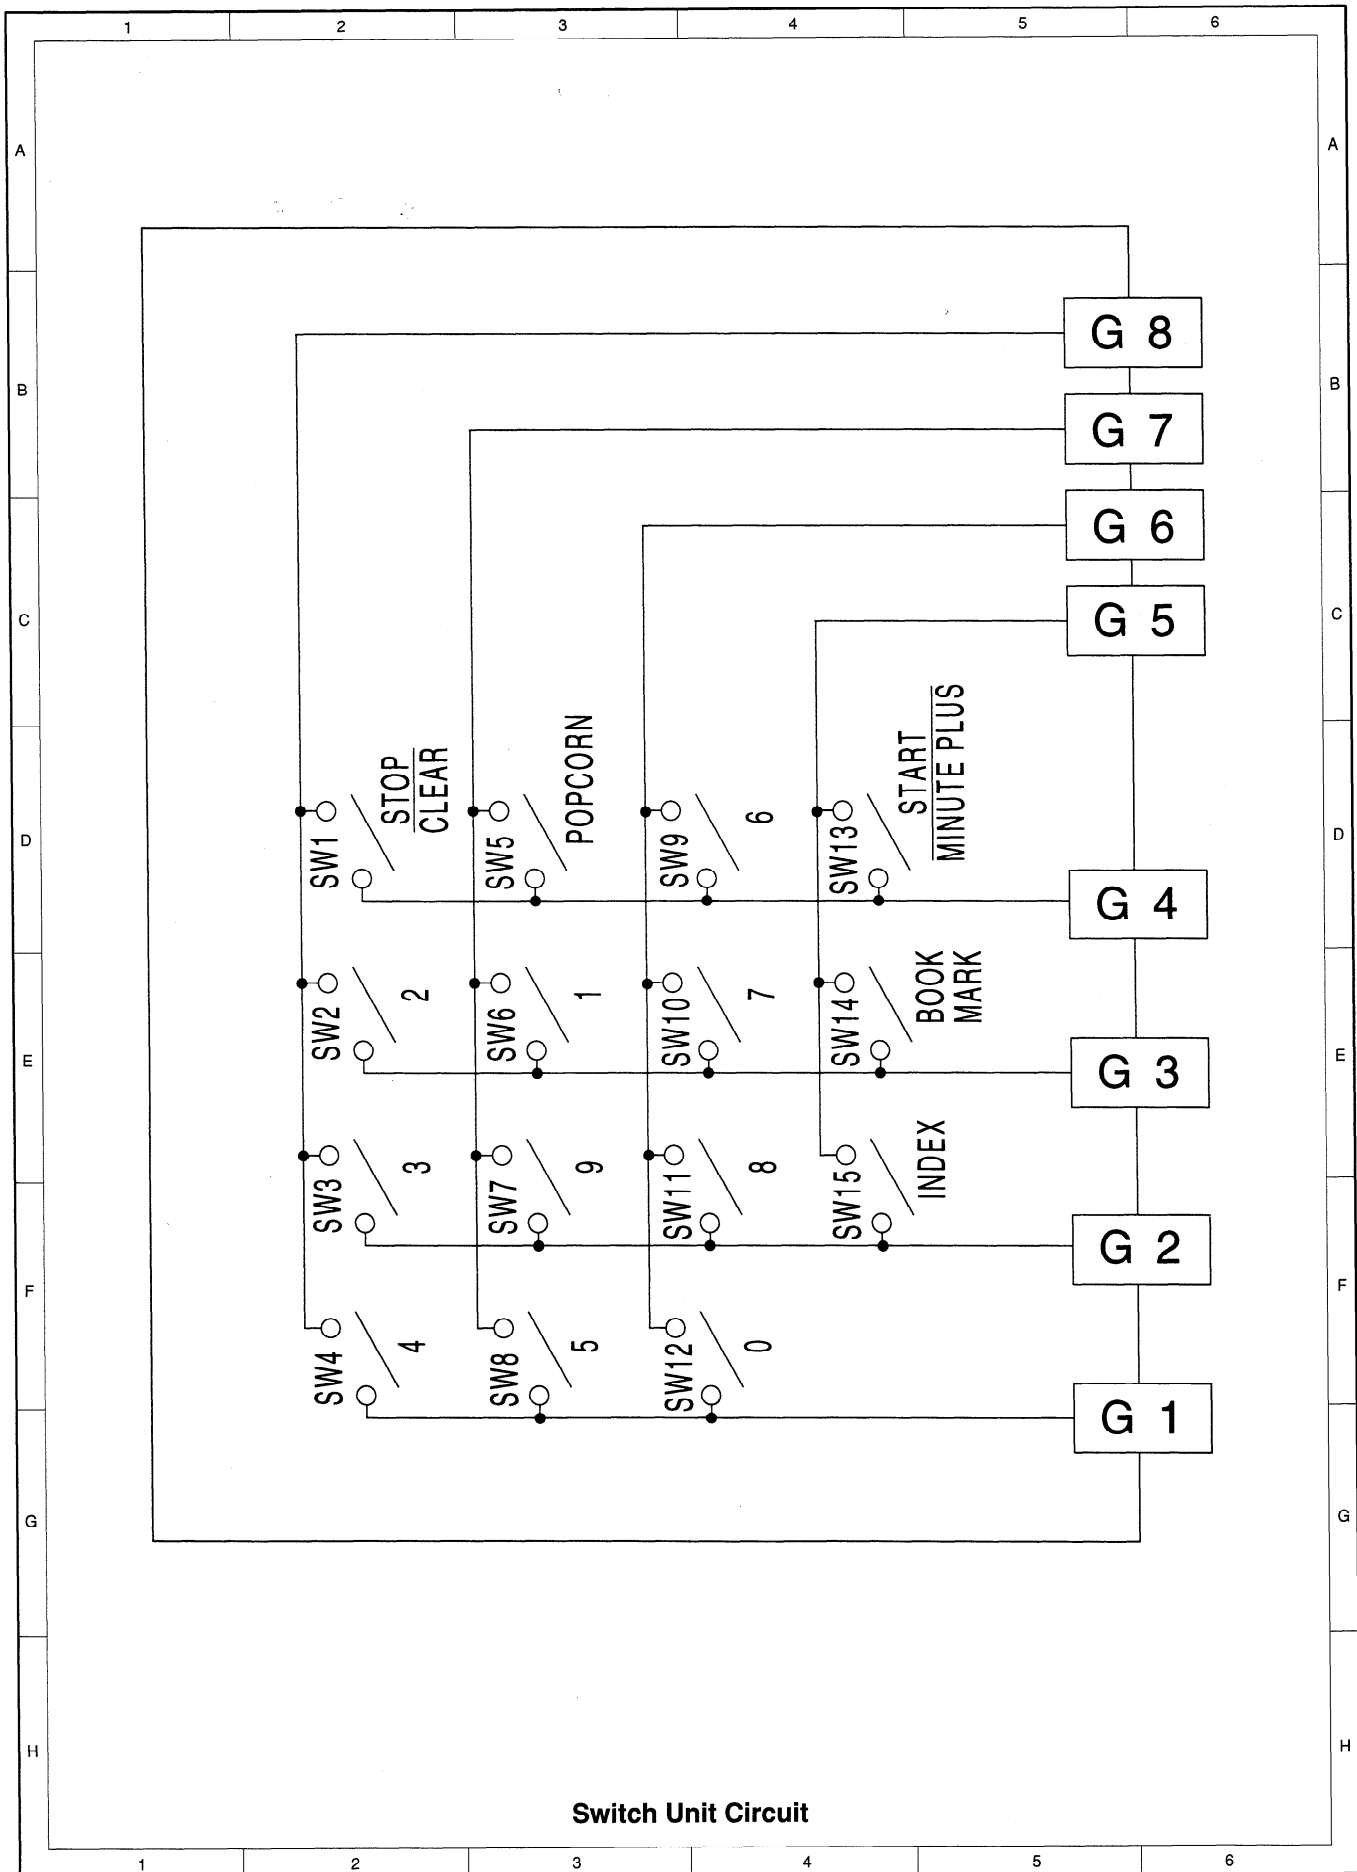 1 2 3 4 5 6
A A
B B
C C
D D
E E
F F
G G
H H
G 8
G 7
G 6
G 5
G 4
G 3
G 2
G 1
SW1
STOP
CLEAR
SW5
POPCORN
SW9
6
SW13
START
MINUTE PLUS
SW2
2
SW6
1
SW10
7
SW14
BOOK
MARK
SW3
3
SW7
9
SW11
8
SW15
INDEX
SW4
4
SW8
5
SW12
0
Switch Unit Circuit
1 2 3 4 5 6